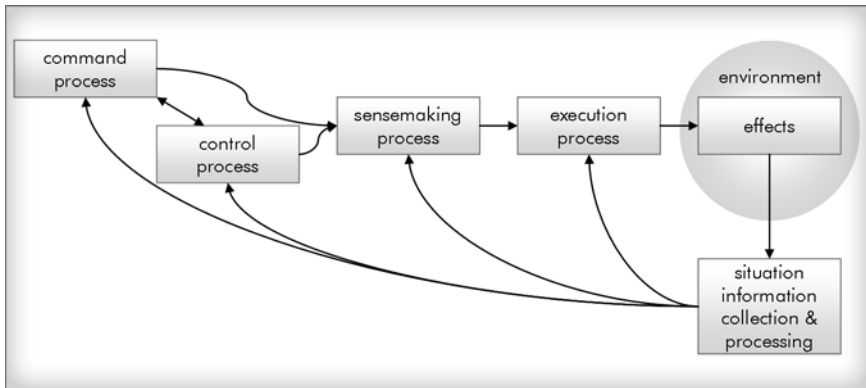 command
process
control
process
sensemaking
process
execution
process
environment
effects
situation
information
collection &
processing